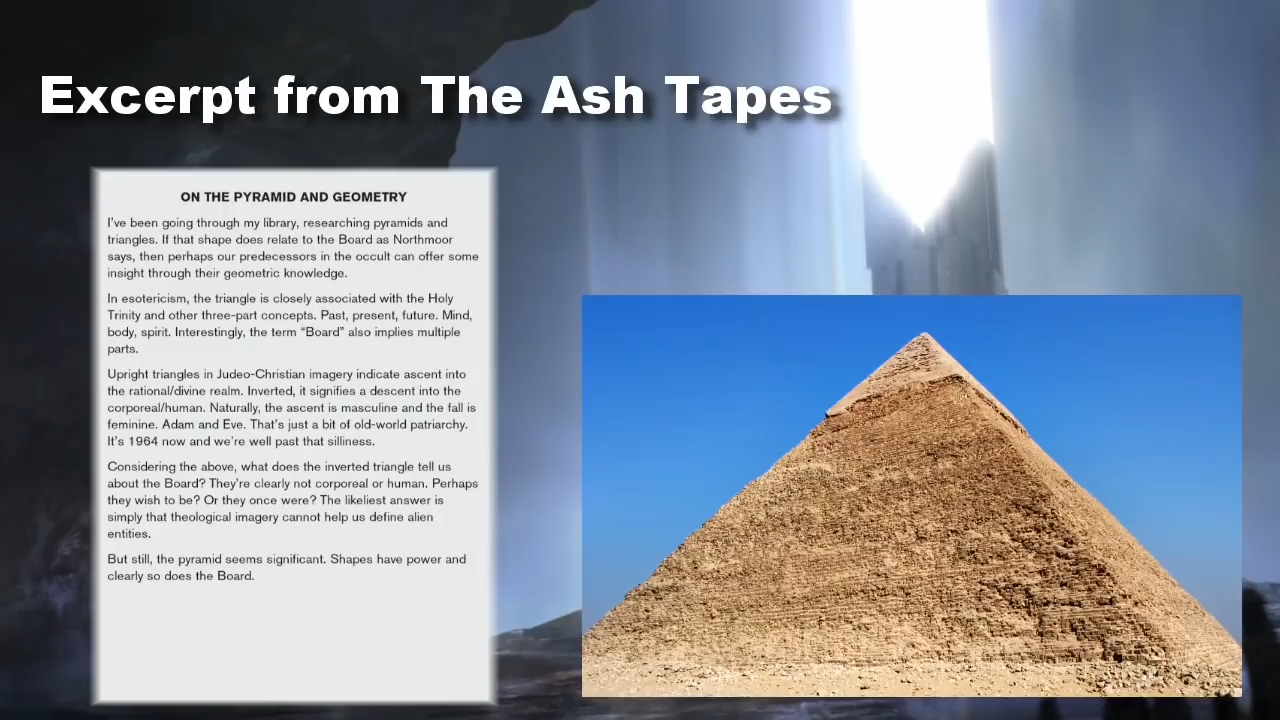 Excerpt from The Ash Tapes
ON THE PYRAMID AND GEOMETRY
I've been going through my library, researching pyramids and
triangles. If that shape does relate to the Board as Northmoor
says, then perhaps our predecessors in the occult can offer some
insight through their geometric knowledge.
In esotericism, the triangle is closely associated with the Holy
Trinity and other three-part concepts. Past, present, future. Mind,
body, spirit. Interestingly, the term “Board” also implies multiple
parts.
Upright triangles in Judeo-Christian imagery indicate ascent into
the rational/divine realm. Inverted, it signifies a descent into the
corporeal/human. Naturally, the ascent is masculine and the fall is
feminine. Adam and Eve. That's just a bit of old-world patriarchy.
It's 1964 now and we're well past that silliness.
Considering the above, what does the inverted triangle tell us
about the Board? They're clearly not corporeal or human. Perhaps
they wish to be? Or they once were? The likeliest answer is
simply that theological imagery cannot help us define alien
entities.
But still, the pyramid seems significant. Shapes have power and
clearly so does the Board.